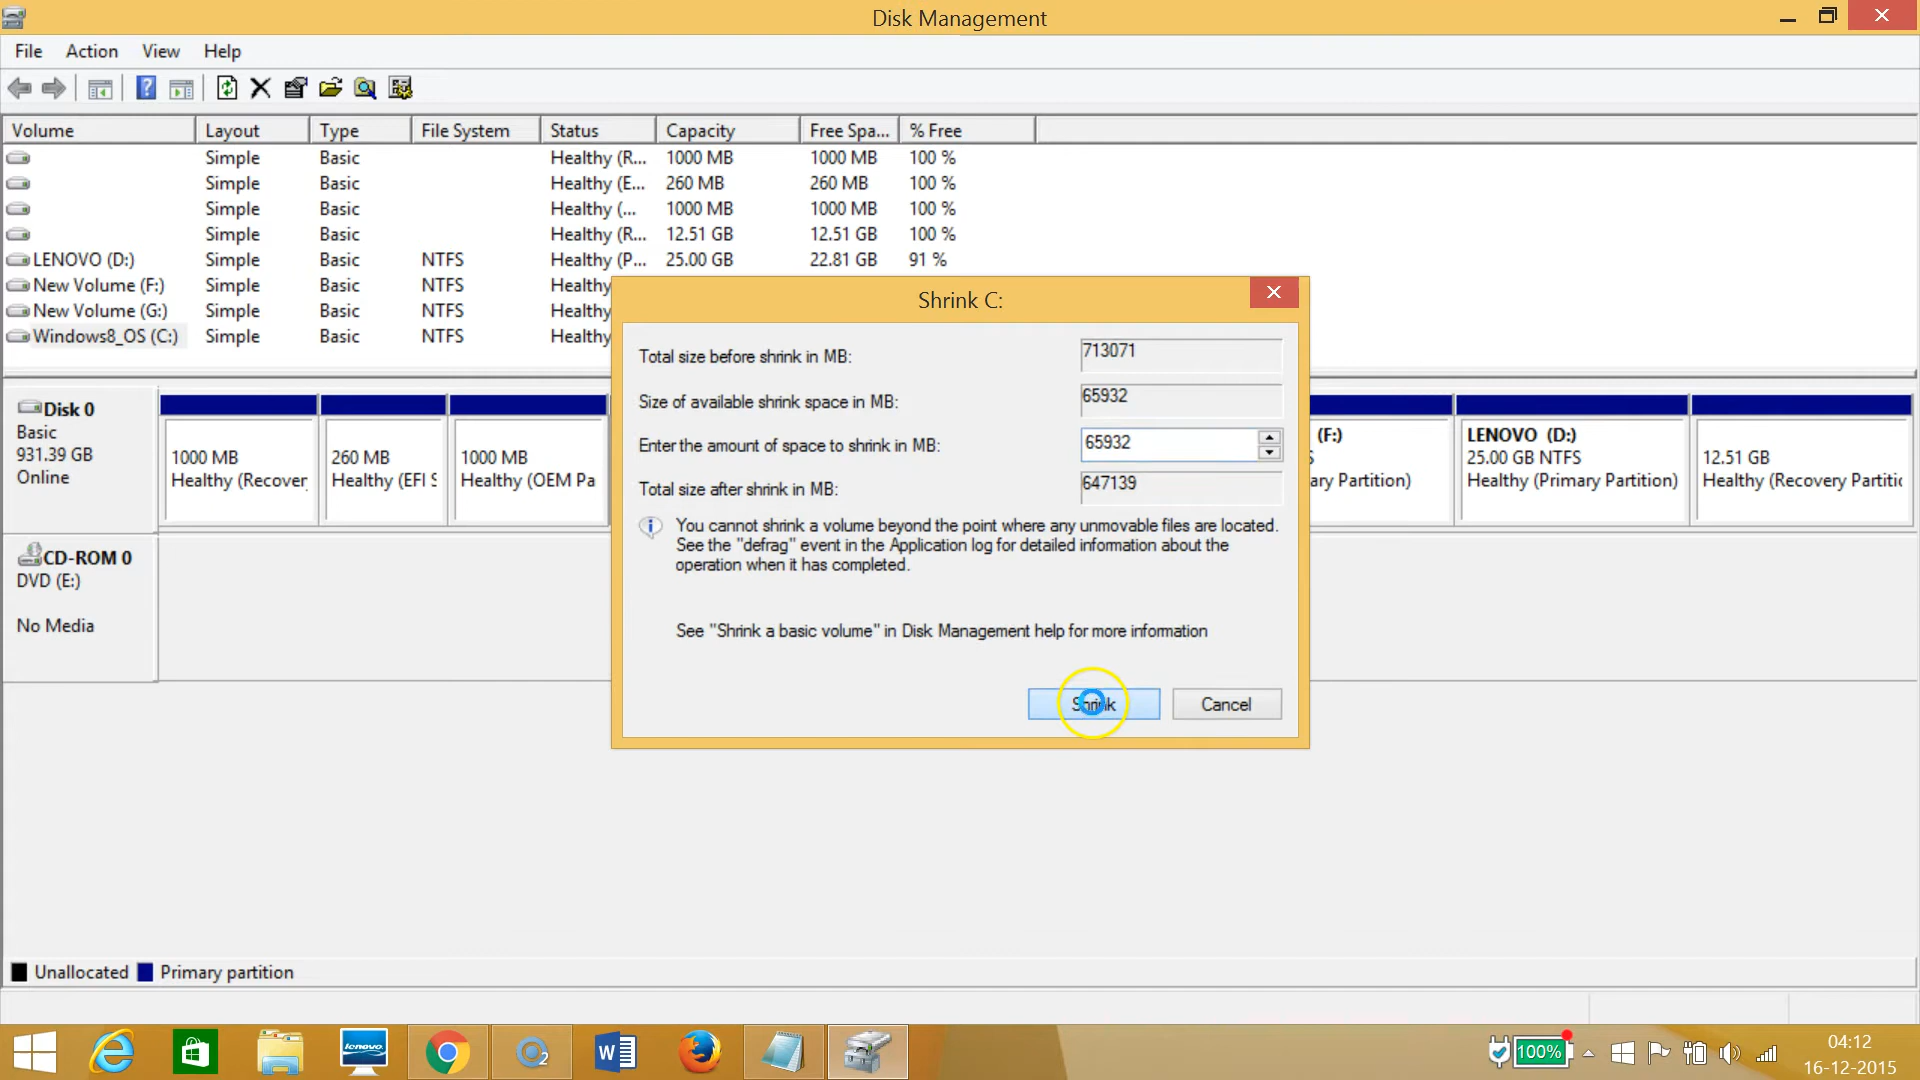 Disk Management
File Action View Help
Volume Layout Type File System Status Capacity Free Spa... % Free
Simple Basic Healthy (R... 1000 MB 1000 MB 100 %
Simple Basic Healthy (E... 260 MB 260 MB 100 %
Simple Basic Healthy (... 1000 MB 1000 MB 100 %
Simple Basic Healthy (R... 12.51 GB 12.51 GB 100 %
LENOVO (D:) Simple Basic NTFS Healthy (P... 25.00 GB 22.81 GB 91 %
New Volume (F:) Simple Basic NTFS Healthy
New Volume (G:) Simple Basic NTFS Healthy
Windows8_OS (C:) Simple Basic NTFS Healthy
Shrink C:
Total size before shrink in MB: 713071
Size of available shrink space in MB: 65932
Enter the amount of space to shrink in MB: 65932
Total size after shrink in MB: 647139
You cannot shrink a volume beyond the point where any unmovable files are located.
See the "defrag" event in the Application log for detailed information about the
operation when it has completed.
See "Shrink a basic volume" in Disk Management help for more information
Shrink Cancel
Disk 0
Basic
931.39 GB
Online
1000 MB
Healthy (Recover
260 MB
Healthy (EFI S
1000 MB
Healthy (OEM Pa
(F:)
ary Partition)
LENOVO (D:)
25.00 GB NTFS
Healthy (Primary Partition)
12.51 GB
Healthy (Recovery Partitic
CD-ROM 0
DVD (E:)
No Media
Unallocated Primary partition
lenovo
100%
04:12
16-12-2015